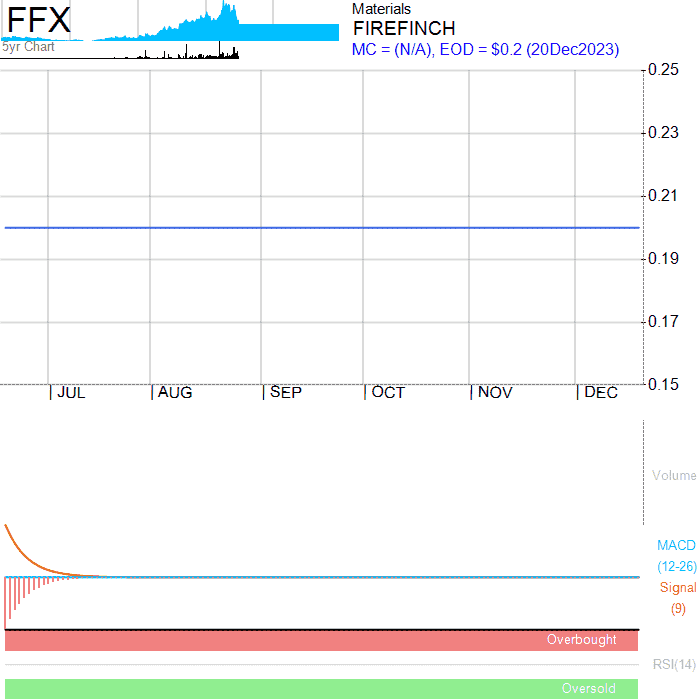 FFX
5yr Chart
Materials
FIREFINCH
MC = (N/A), EOD = $0.2 (20Dec2023)
0.25
0.23
0.21
0.19
0.17
0.15
JUL AUG SEP OCT NOV DEC
Volume
MACD
(12-26)
Signal
(9)
Overbought
RSI(14)
Oversold